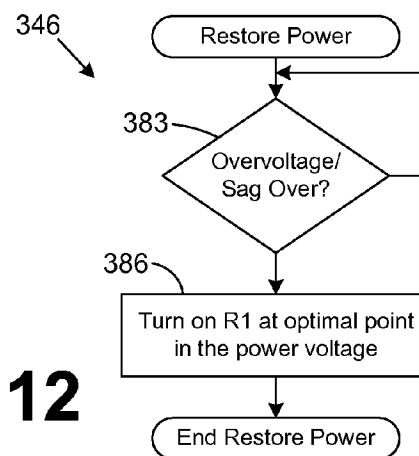 346
Restore Power
383
Overvoltage/
Sag Over?
386
Turn on R1 at optimal point
in the power voltage
12
End Restore Power